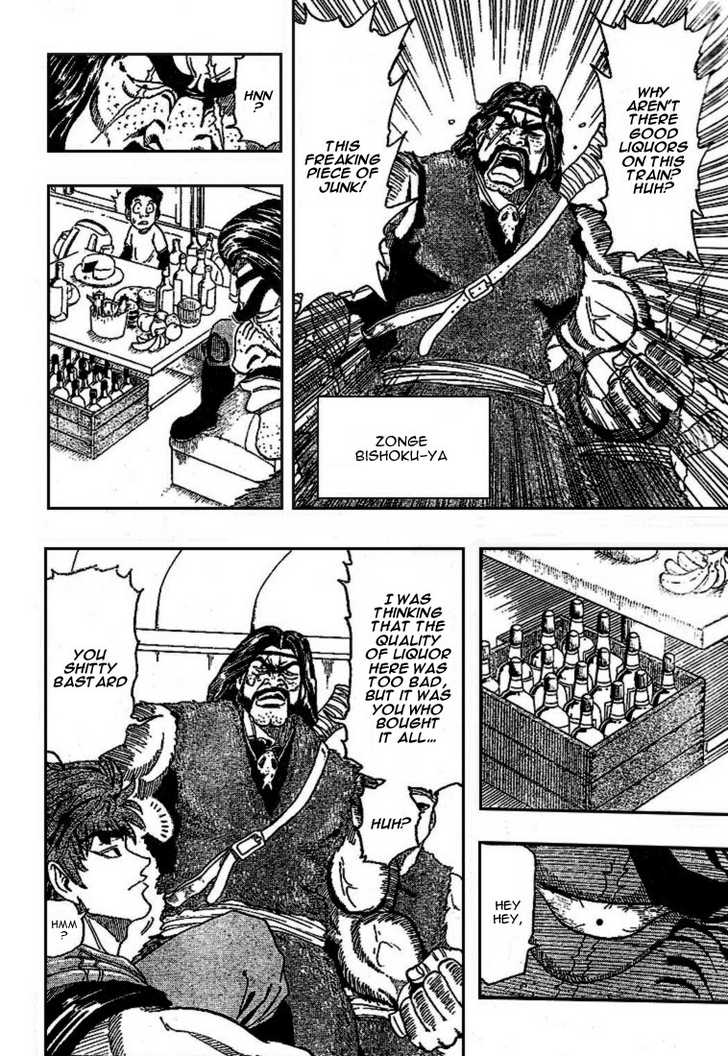 WHY
AREN'T
THERE
GOOD
LIQUORS
ON THIS
TRAIN?
HUH?
THIS
FREAKING
PIECE OF
JUNK!
ZONGE
BISHOKU-YA
HNN
?
HEY
HEY,
I WAS
THINKING
THAT THE
QUALITY
OF LIQUOR
HERE WAS
TOO BAD,
BUT IT WAS
YOU WHO
BOUGHT
IT ALL...
YOU
SHITTY
BASTARD
HUH?
HMM
?